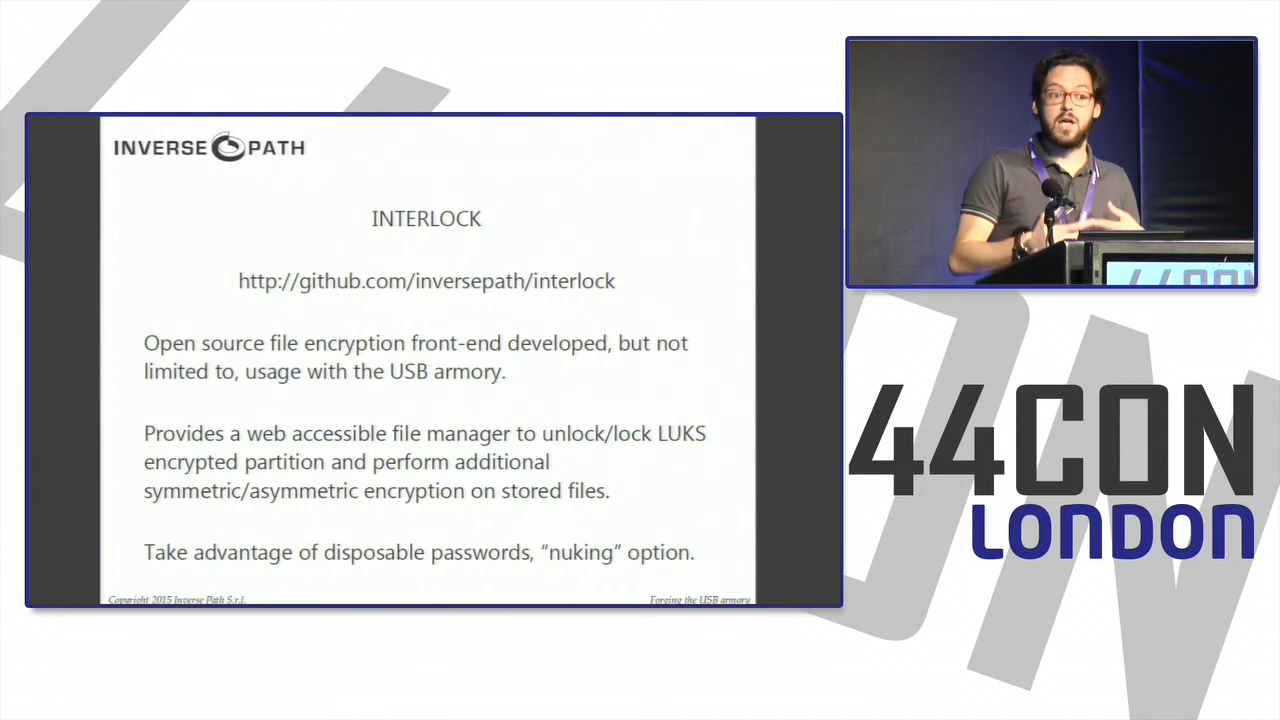 INVERSE PATH
INTERLOCK
http://github.com/inversepath/interlock
Open source file encryption front-end developed, but not
limited to, usage with the USB armory.
Provides a web accessible file manager to unlock/lock LUKS
encrypted partition and perform additional
symmetric/asymmetric encryption on stored files.
Take advantage of disposable passwords, “nuking” option.
Copyright 2015 Inverse Path S.r.l.
Forging the USB armory
44CON
44CON
LONDON